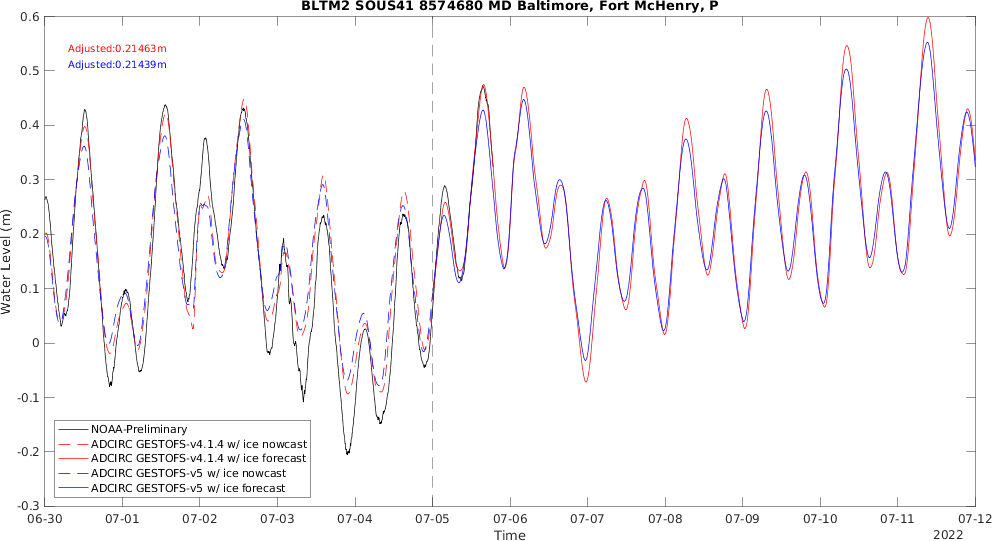 BLTM2 SOUS41 8574680 MD Baltimore, Fort McHenry, P
Adjusted:0.21463m
Adjusted:0.21439m
0.6
0.5
0.4
0.3
0.2
0.1
0
-0.1
-0.2
-0.3
Water Level (m)
NOAA-Preliminary
ADCIRC GESTOFS-v4.1.4 w/ ice nowcast
ADCIRC GESTOFS-v4.1.4 w/ ice forecast
ADCIRC GESTOFS-v5 w/ ice nowcast
ADCIRC GESTOFS-v5 w/ ice forecast
06-30 07-01 07-02 07-03 07-04 07-05 07-06 07-07 07-08 07-09 07-10 07-11 07-12
Time
2022